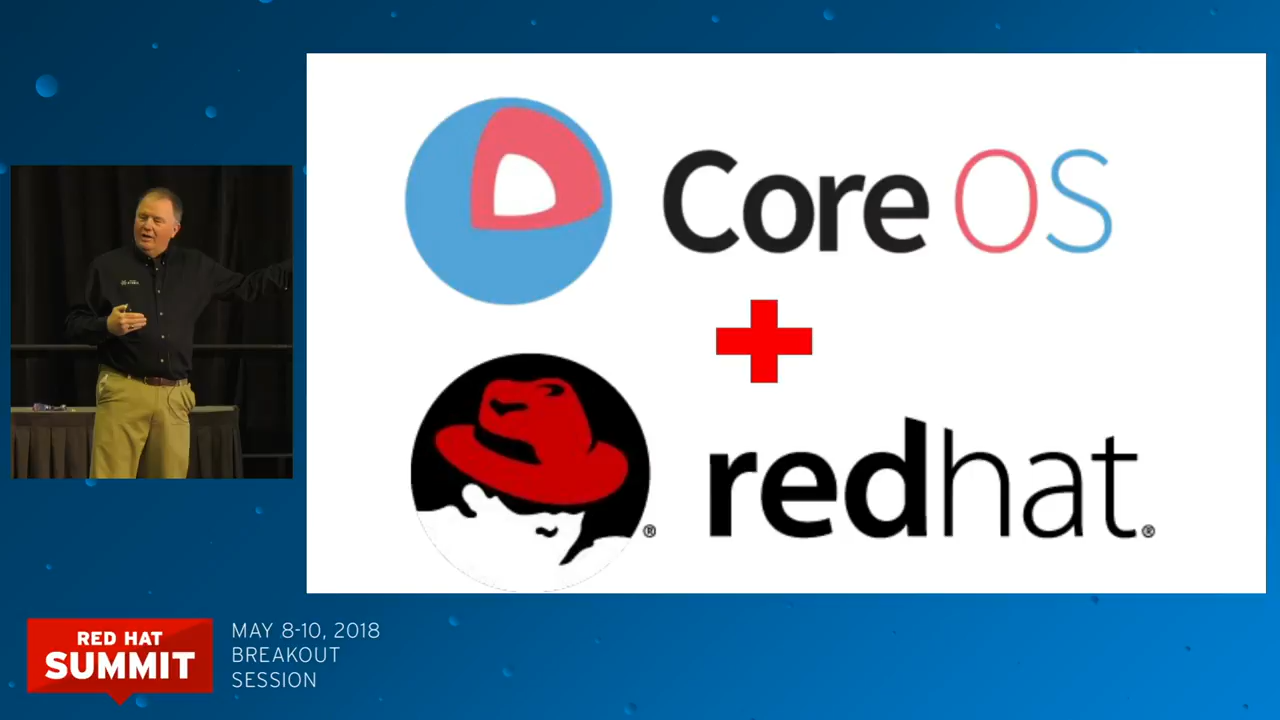 Core OS
redhat.®
RED HAT
SUMMIT
MAY 8-10, 2018
BREAKOUT
SESSION